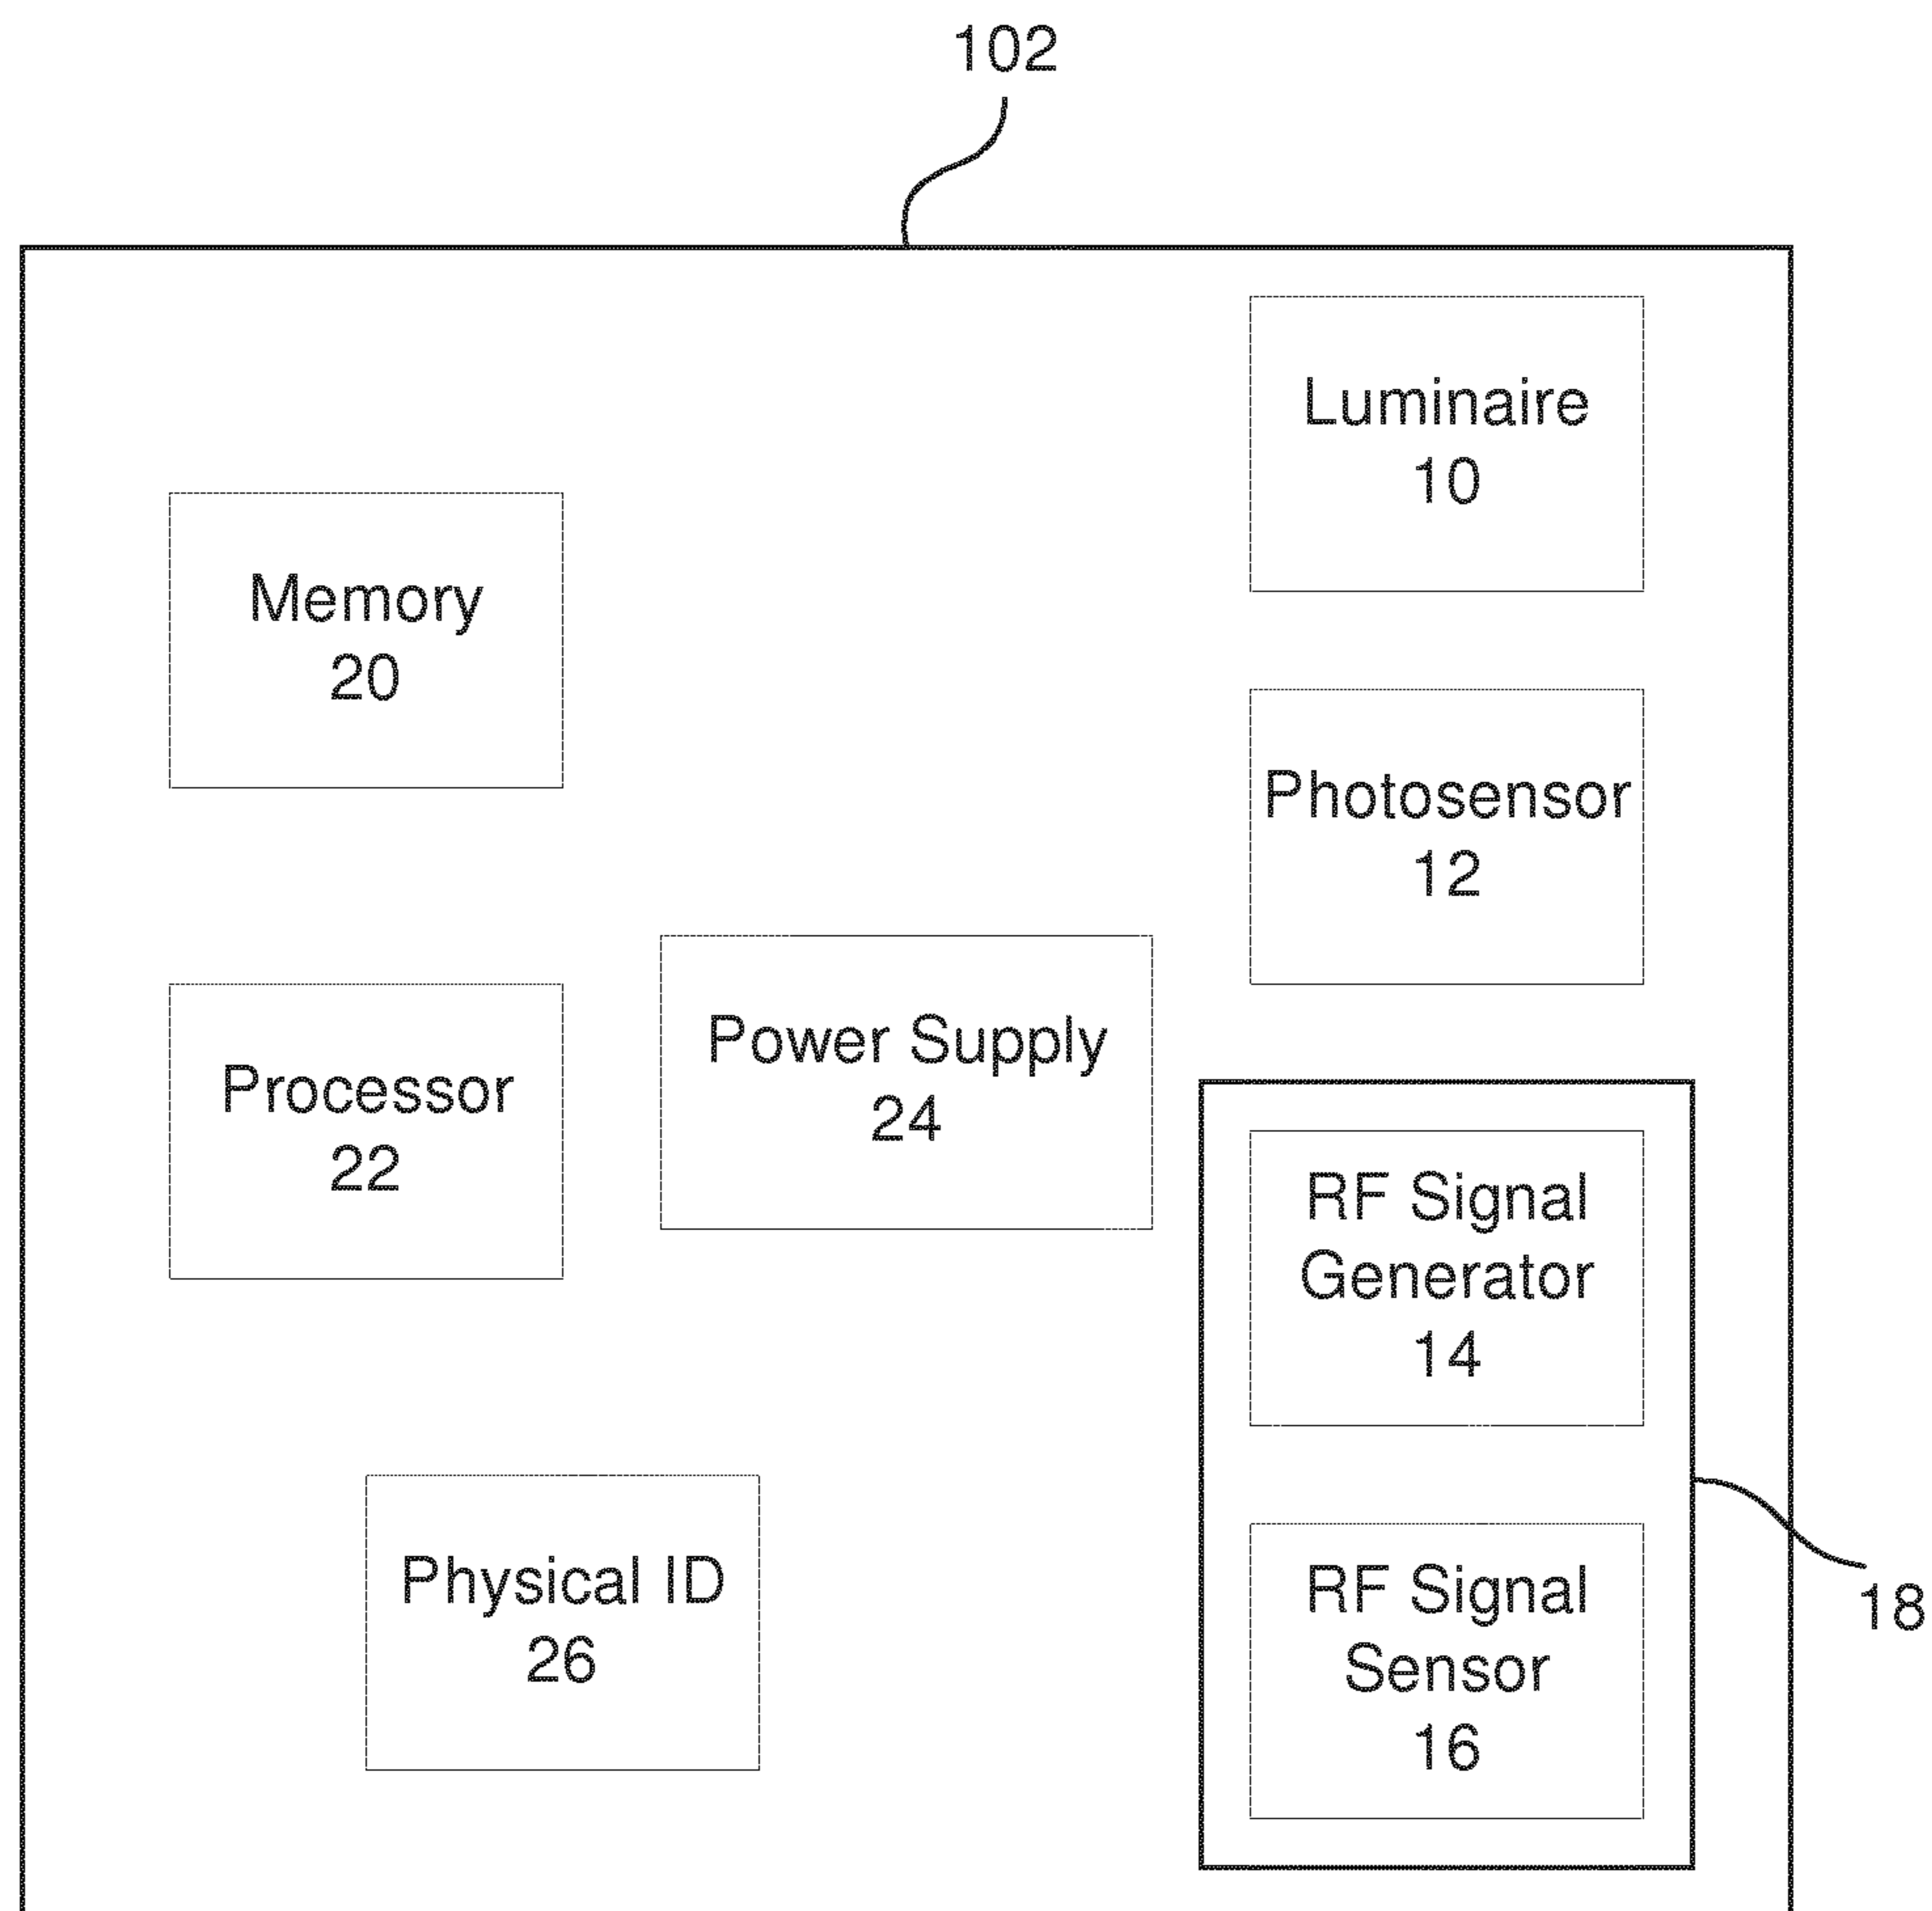 102
Luminaire
10
Memory
20
Photosensor
12
Power Supply
24
Processor
22
RF Signal
Generator
14
Physical ID
26
RF Signal
Sensor
16
18